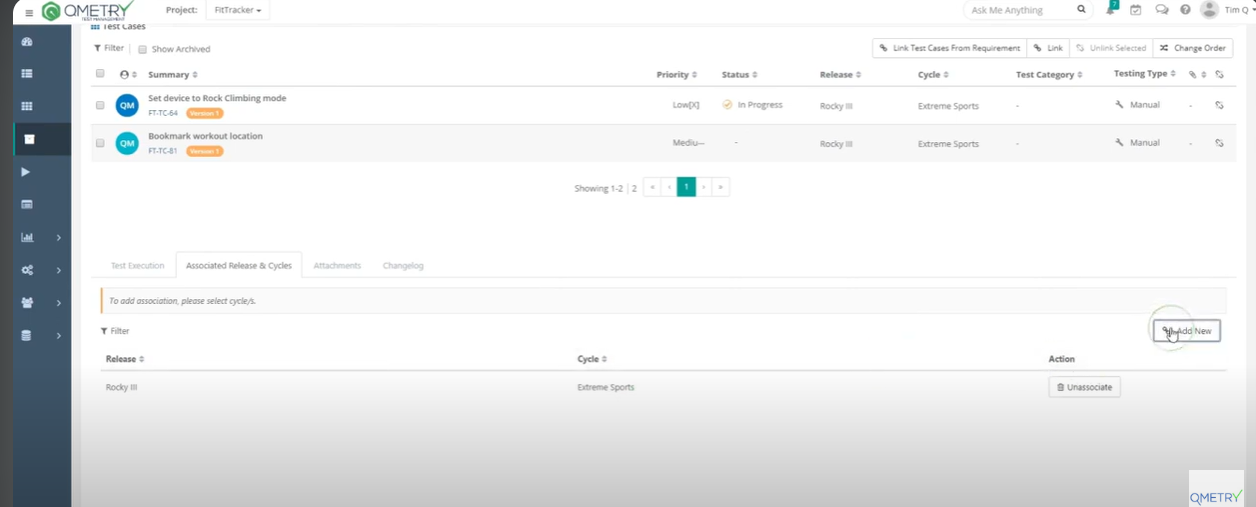 QMETRY
TEST MANAGEMENT
Project: FitTracker
Ask Me Anything
7
Tim Q
Test Cases
Filter
Show Archived
Link Test Cases From Requirement
Link
Unlink Selected
Change Order
Summary Priority Status Release Cycle Test Category Testing Type
QM Set device to Rock Climbing mode Low[X] In Progress Rocky III Extreme Sports - Manual -
FT-TC-64 Version 1
QM Bookmark workout location Mediu--- - Rocky III Extreme Sports - Manual -
FT-TC-81 Version 1
Showing 1-2 | 2 « ‹ 1 › »
Test Execution Associated Release & Cycles Attachments Changelog
To add association, please select cycle/s.
Filter
Add New
Release Cycle Action
Rocky III Extreme Sports Unassociate
QMETRY